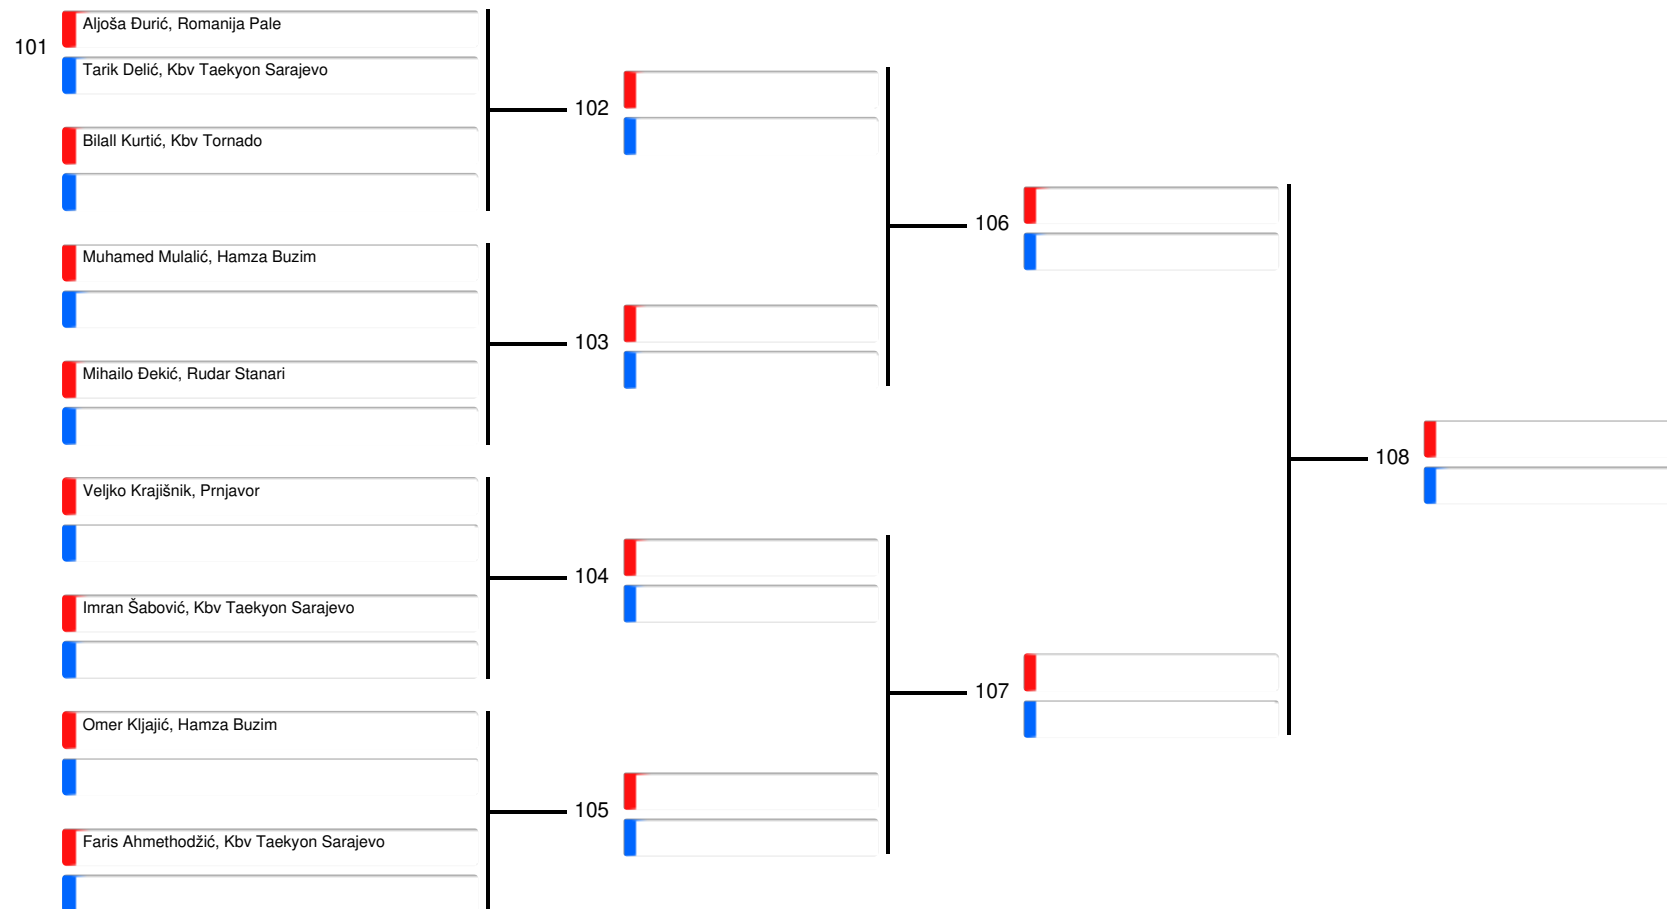 Aljoša Đurić, Romanija Pale
101
Tarik Delić, Kbv Taekyon Sarajevo
102
Bilall Kurtić, Kbv Tornado
106
Muhamed Mulalić, Hamza Buzim
103
Mihailo Đekić, Rudar Stanari
108
Veljko Krajišnik, Prnjavor
104
Imran Šabović, Kbv Taekyon Sarajevo
107
Omer Kljajić, Hamza Buzim
105
Faris Ahmethodžić, Kbv Taekyon Sarajevo